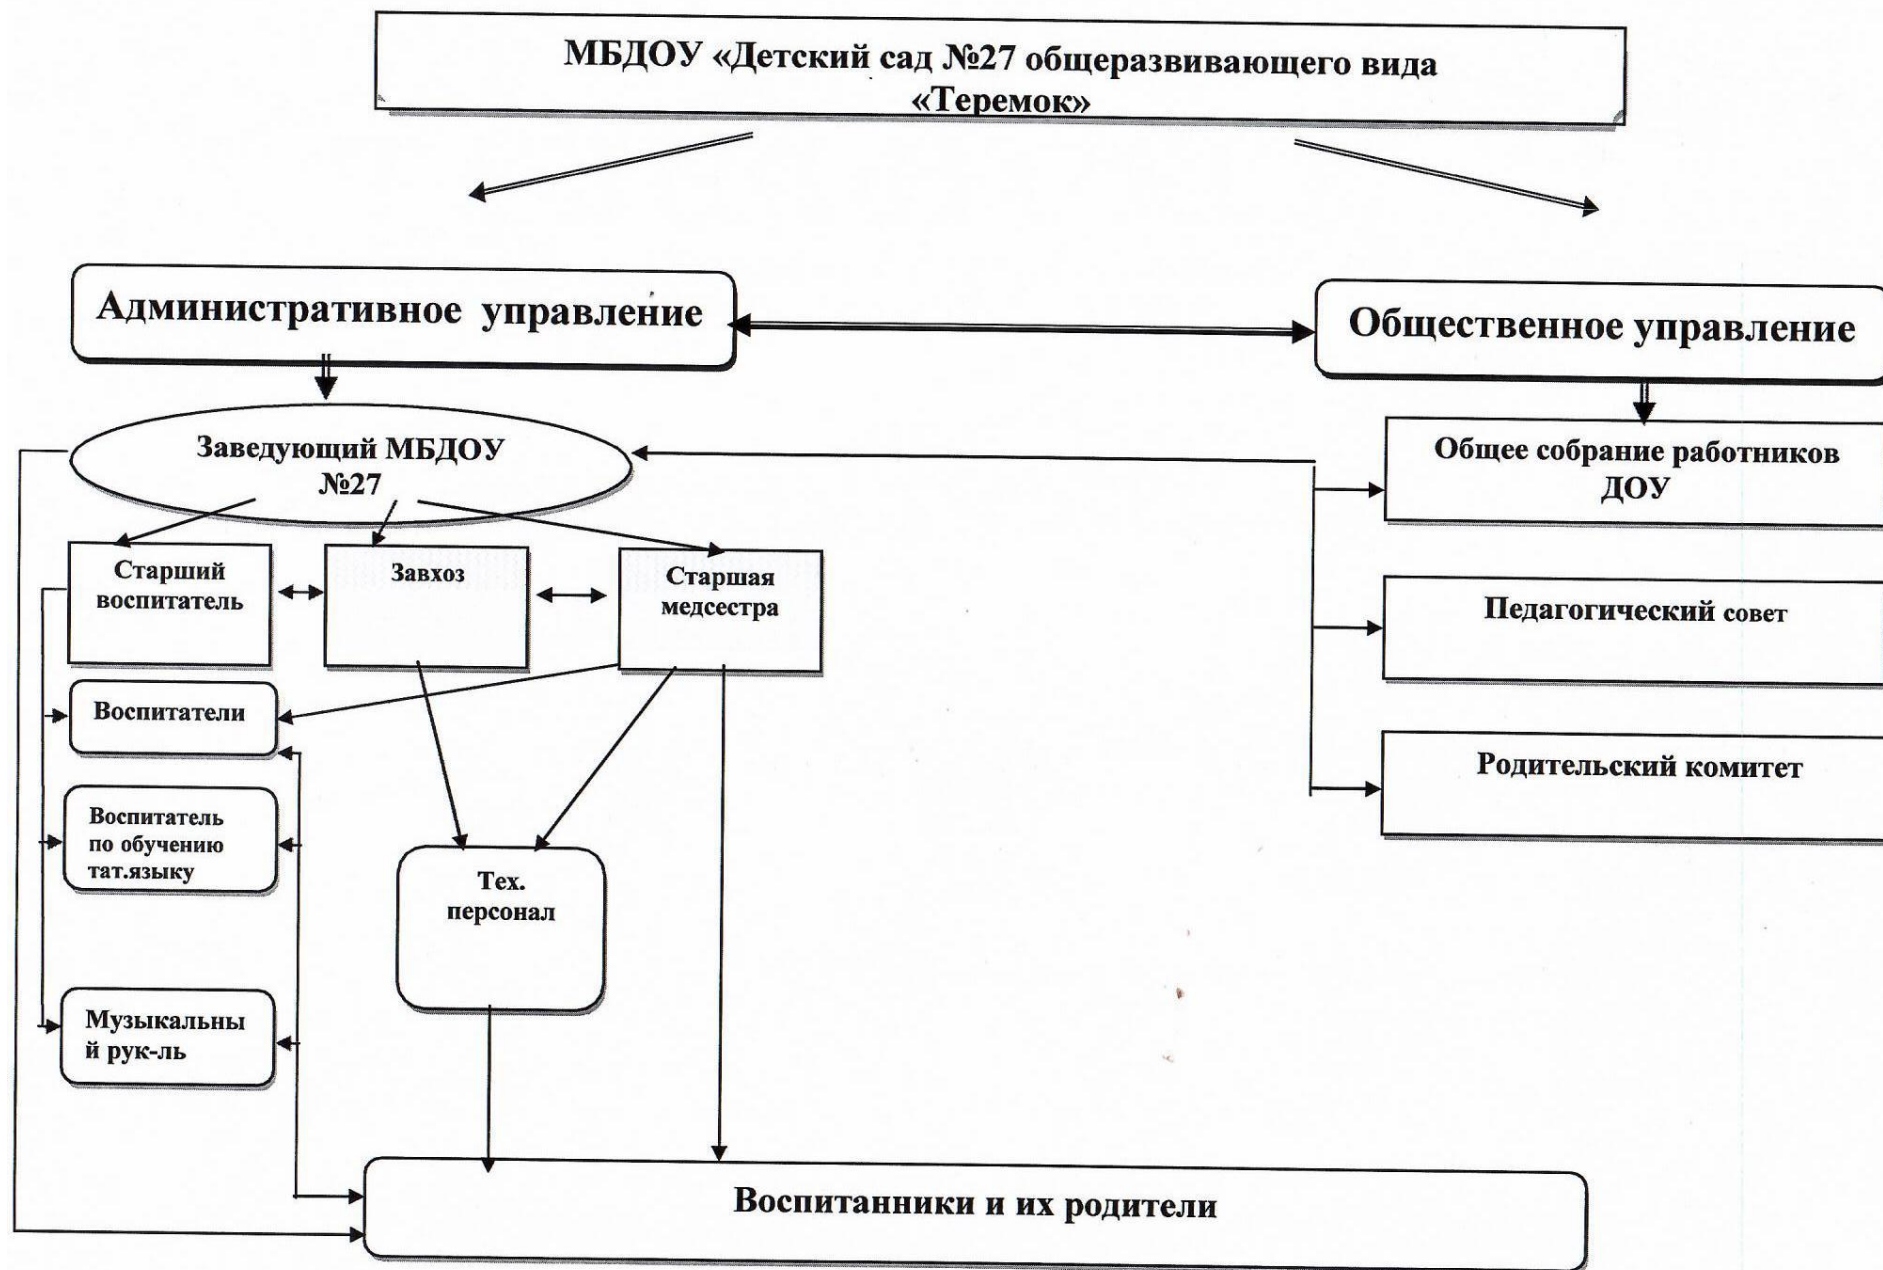 МБДОУ «Детский сад №27 общеразвивающего вида
«Теремок»
Административное управление
Общественное управление
Заведующий МБДОУ
№27
Общее собрание работников
ДОУ
Старший
воспитатель
Завхоз
Старшая
медсестра
Педагогический совет
Воспитатели
Родительский комитет
Воспитатель
по обучению
тат.языку
Тех.
персонал
Музыкальны
й рук-ль
Воспитанники и их родители